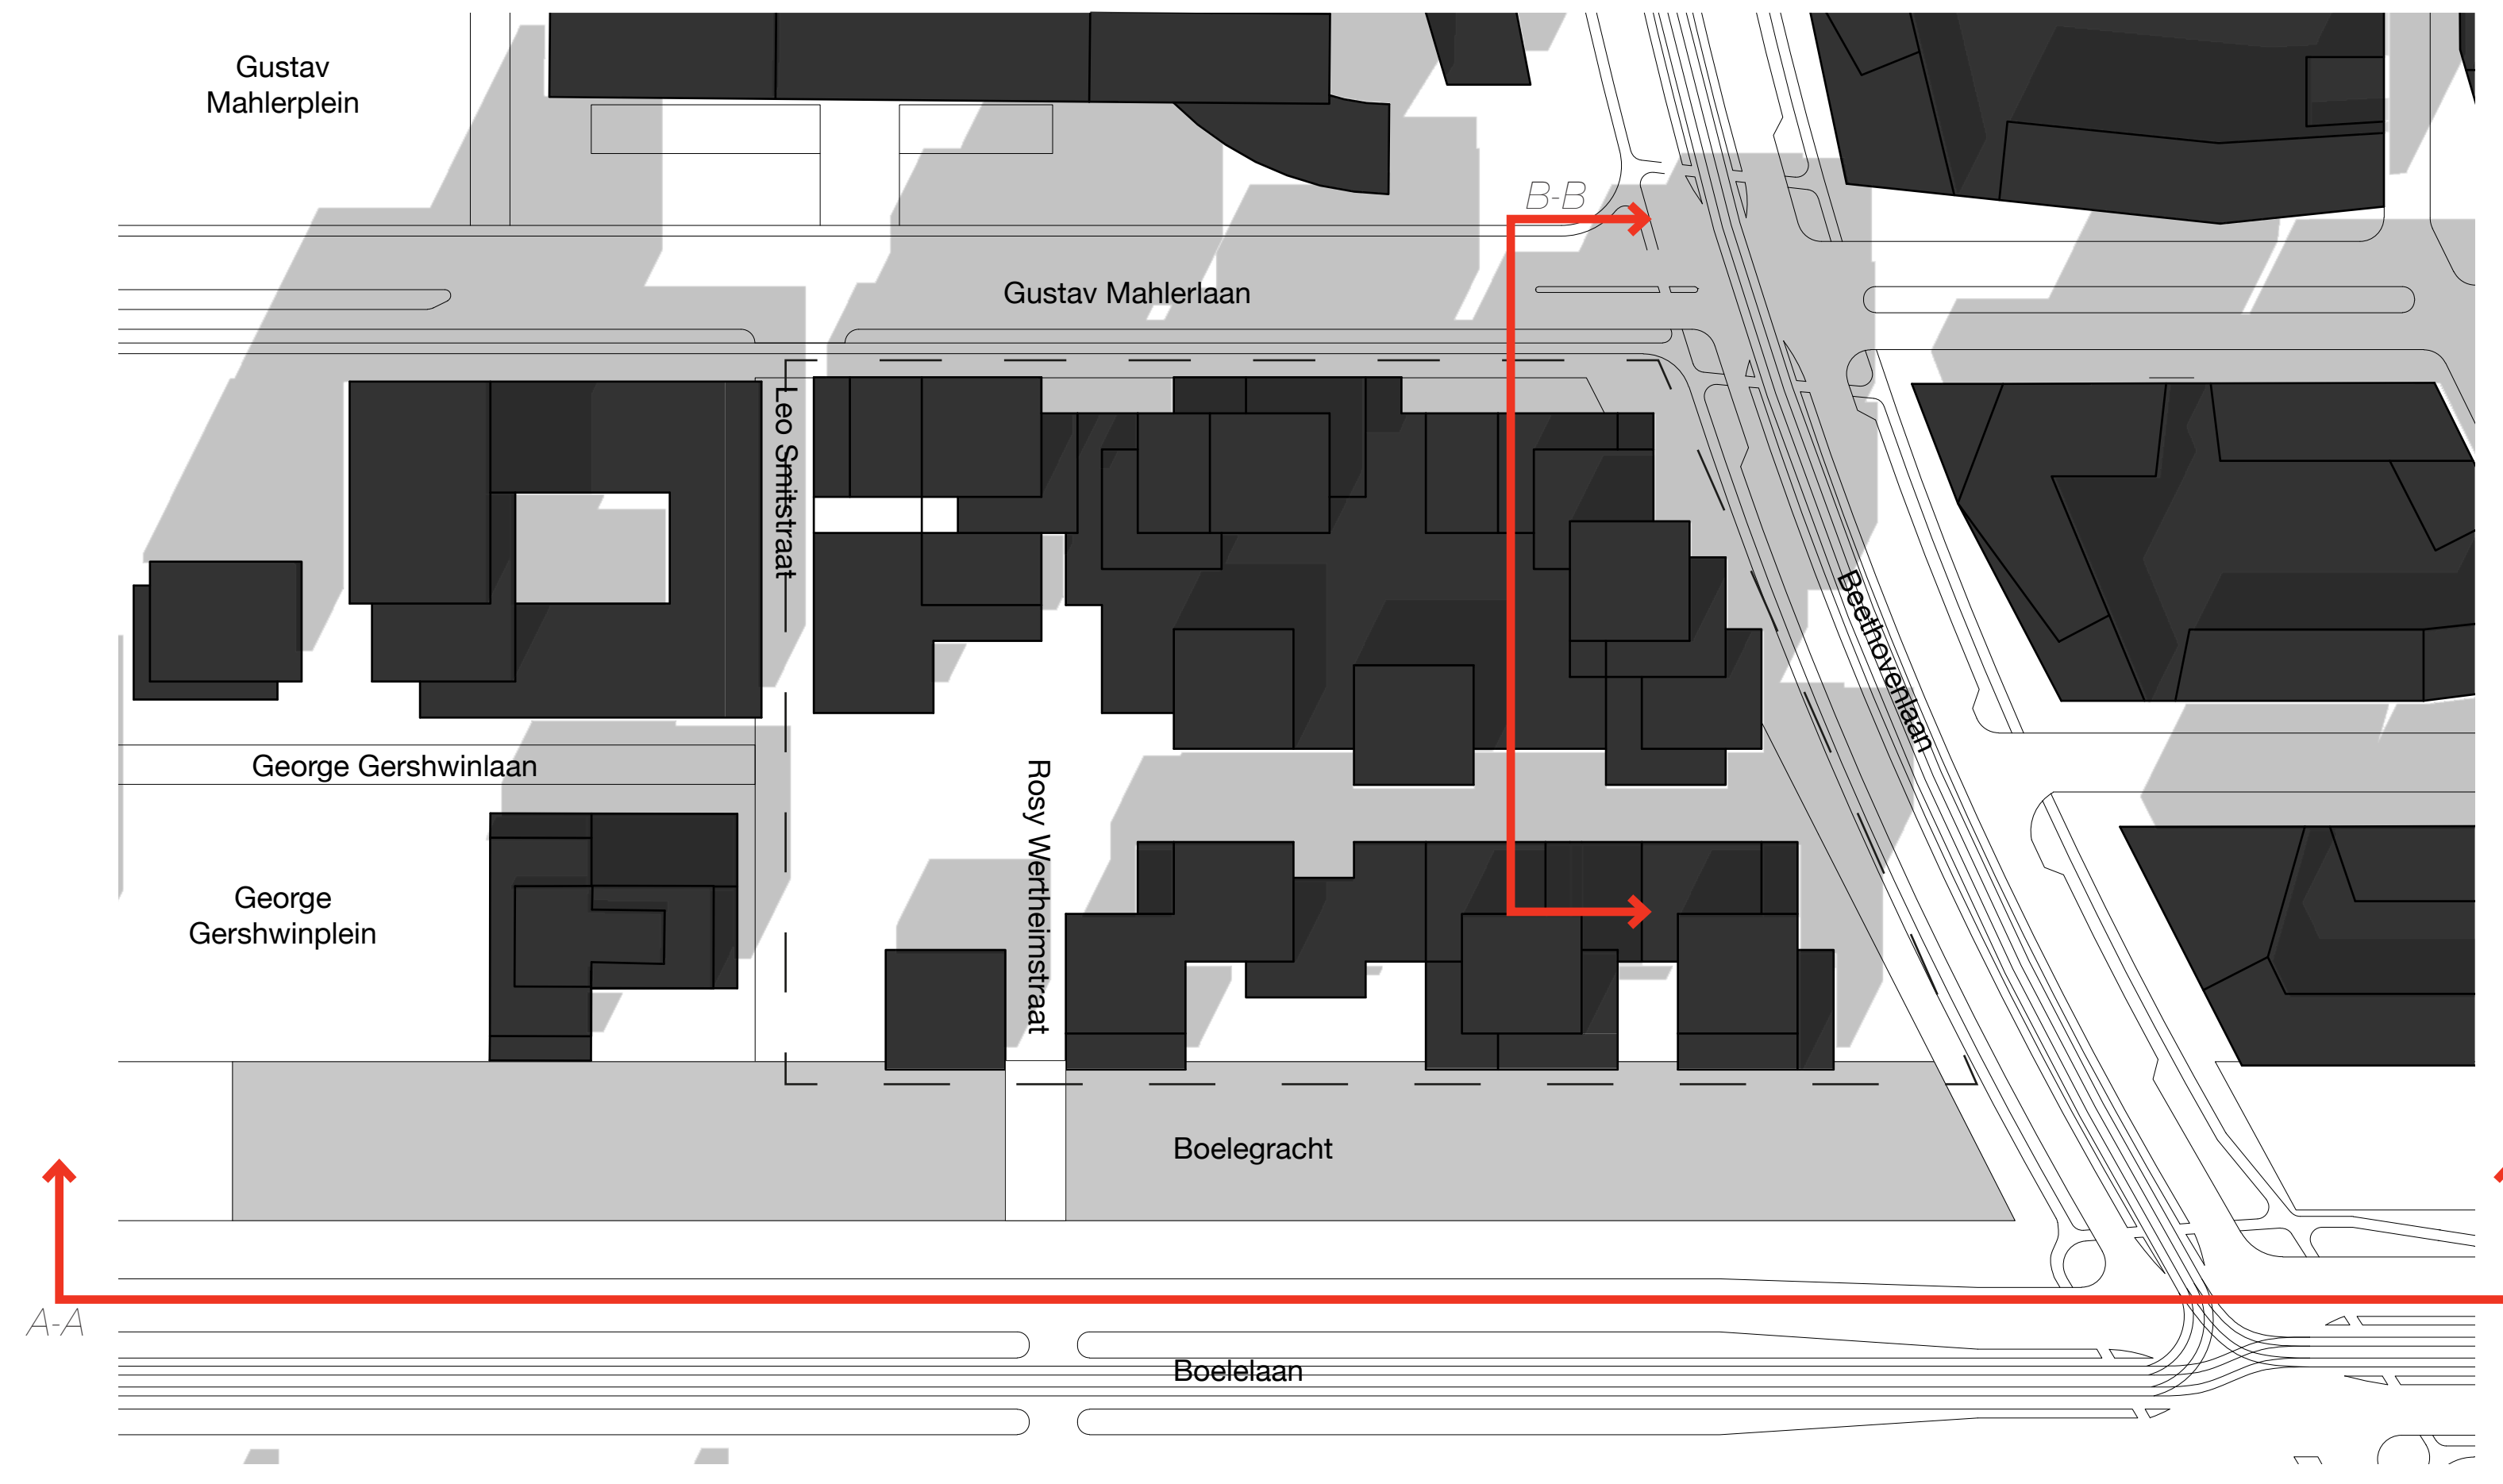 Gustav
Mahlerplein
B-B
Gustav Mahlerlaan
Leo Smitstraat
Beethovenlaan
George Gershwinlaan
Rosy Wertheimstraat
George
Gershwinplein
Boelegracht
A-A
Boelelaan